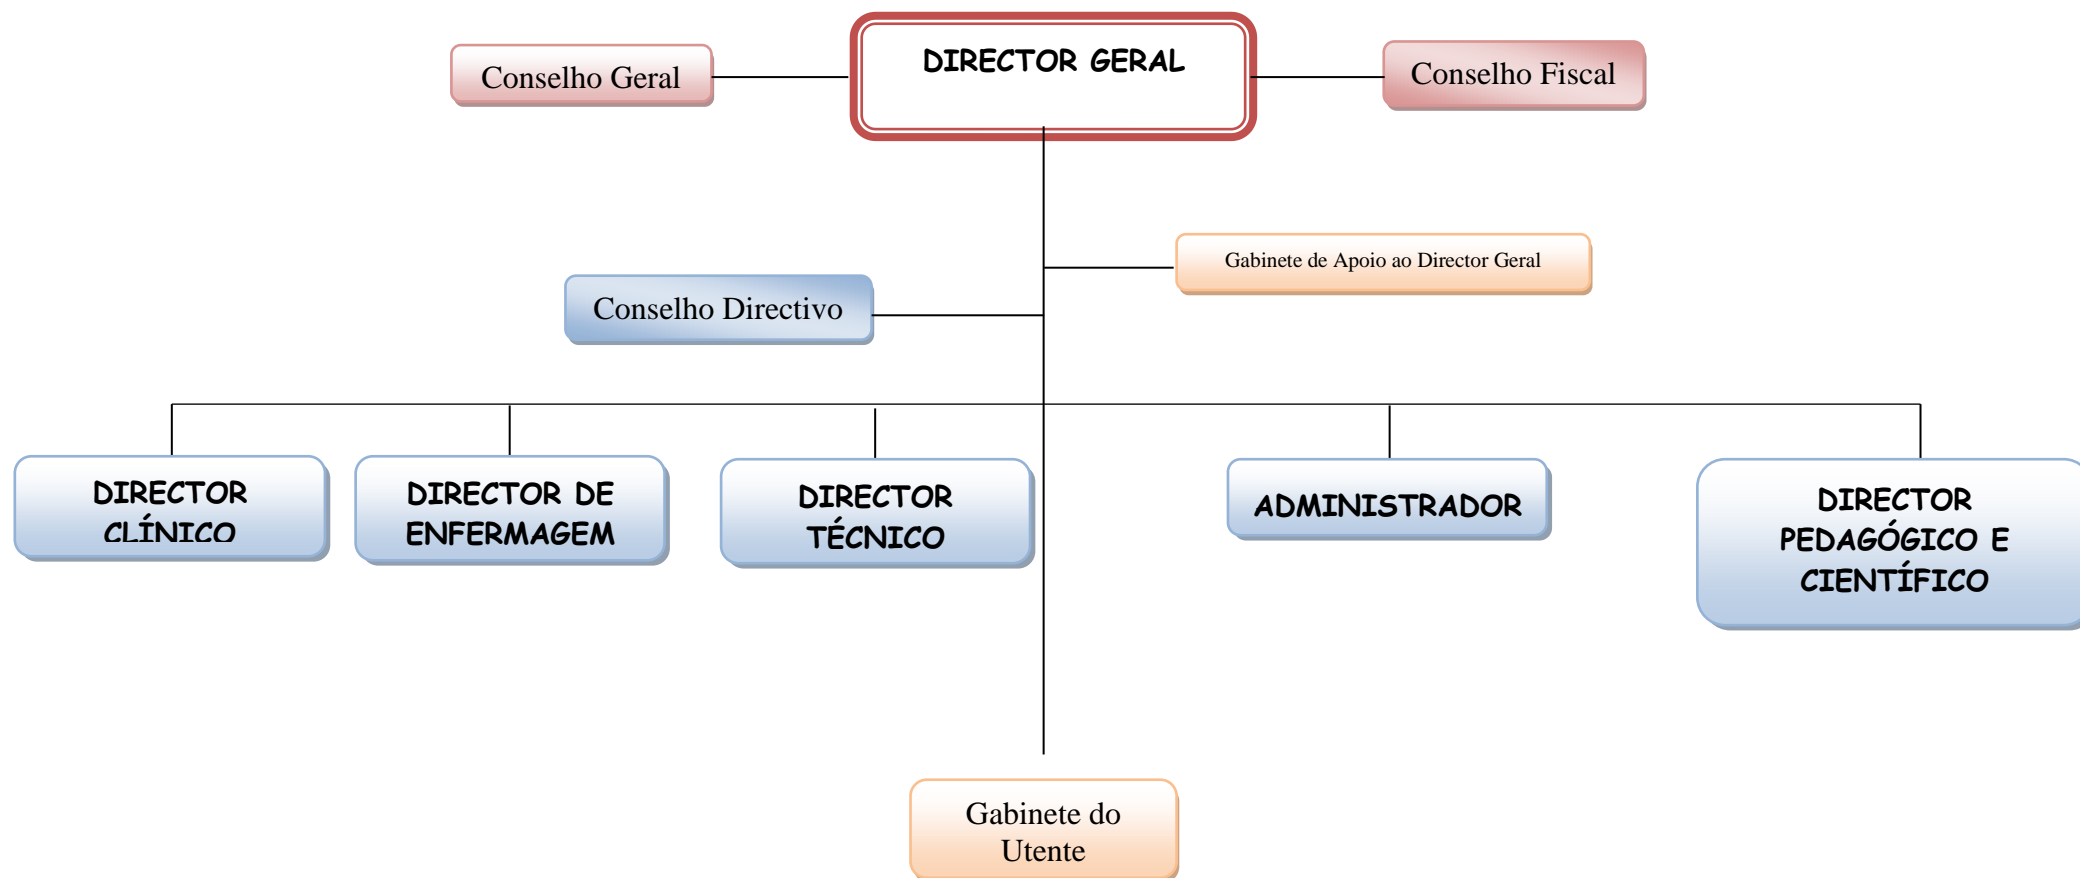 DIRECTOR GERAL
Conselho Geral
Conselho Fiscal
Gabinete de Apoio ao Director Geral
Conselho Directivo
DIRECTOR
CLÍNICO
DIRECTOR DE
ENFERMAGEM
DIRECTOR
TÉCNICO
ADMINISTRADOR
DIRECTOR
PEDAGÓGICO E
CIENTÍFICO
Gabinete do
Utente